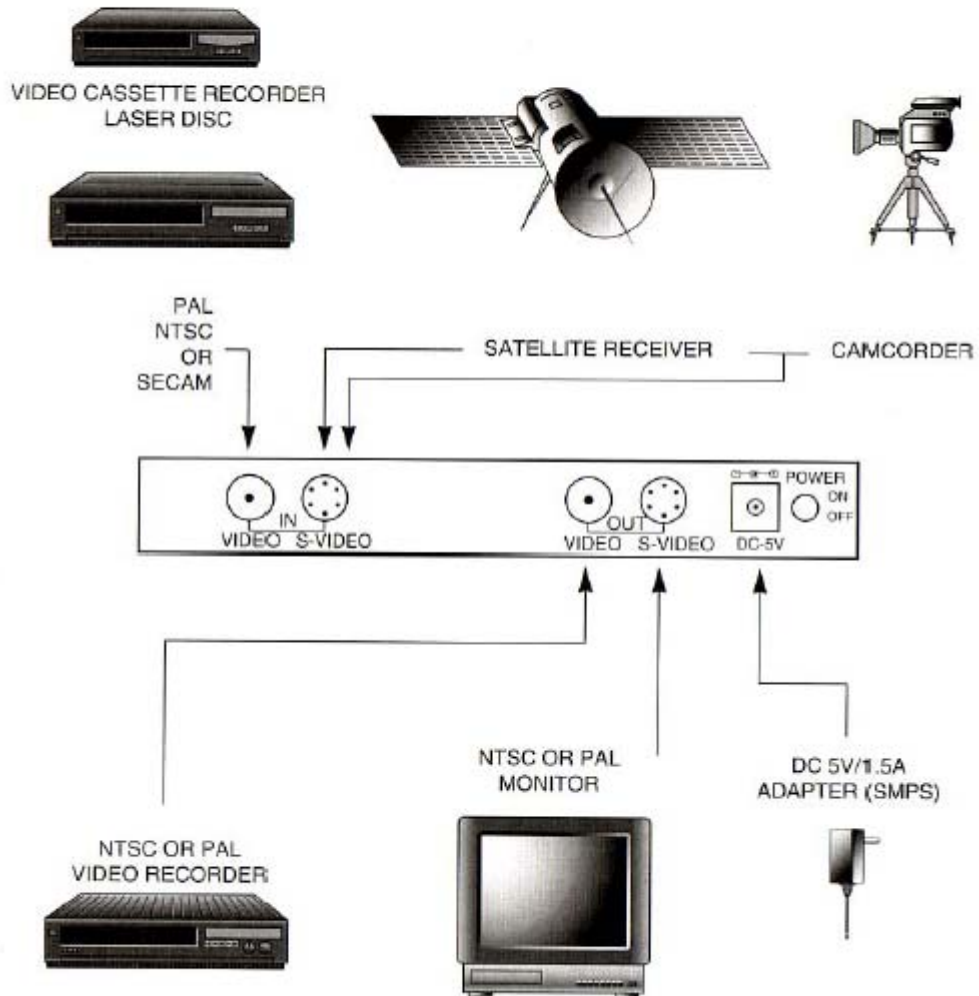 VIDEO CASSETTE RECORDER
LASER DISC
PAL
NTSC
OR
SECAM
SATELLITE RECEIVER
CAMCORDER
POWER
ON
OFF
IN
VIDEO S-VIDEO
OUT
VIDEO S-VIDEO
DC-5V
NTSC OR PAL
MONITOR
DC 5V/1.5A
ADAPTER (SMPS)
NTSC OR PAL
VIDEO RECORDER